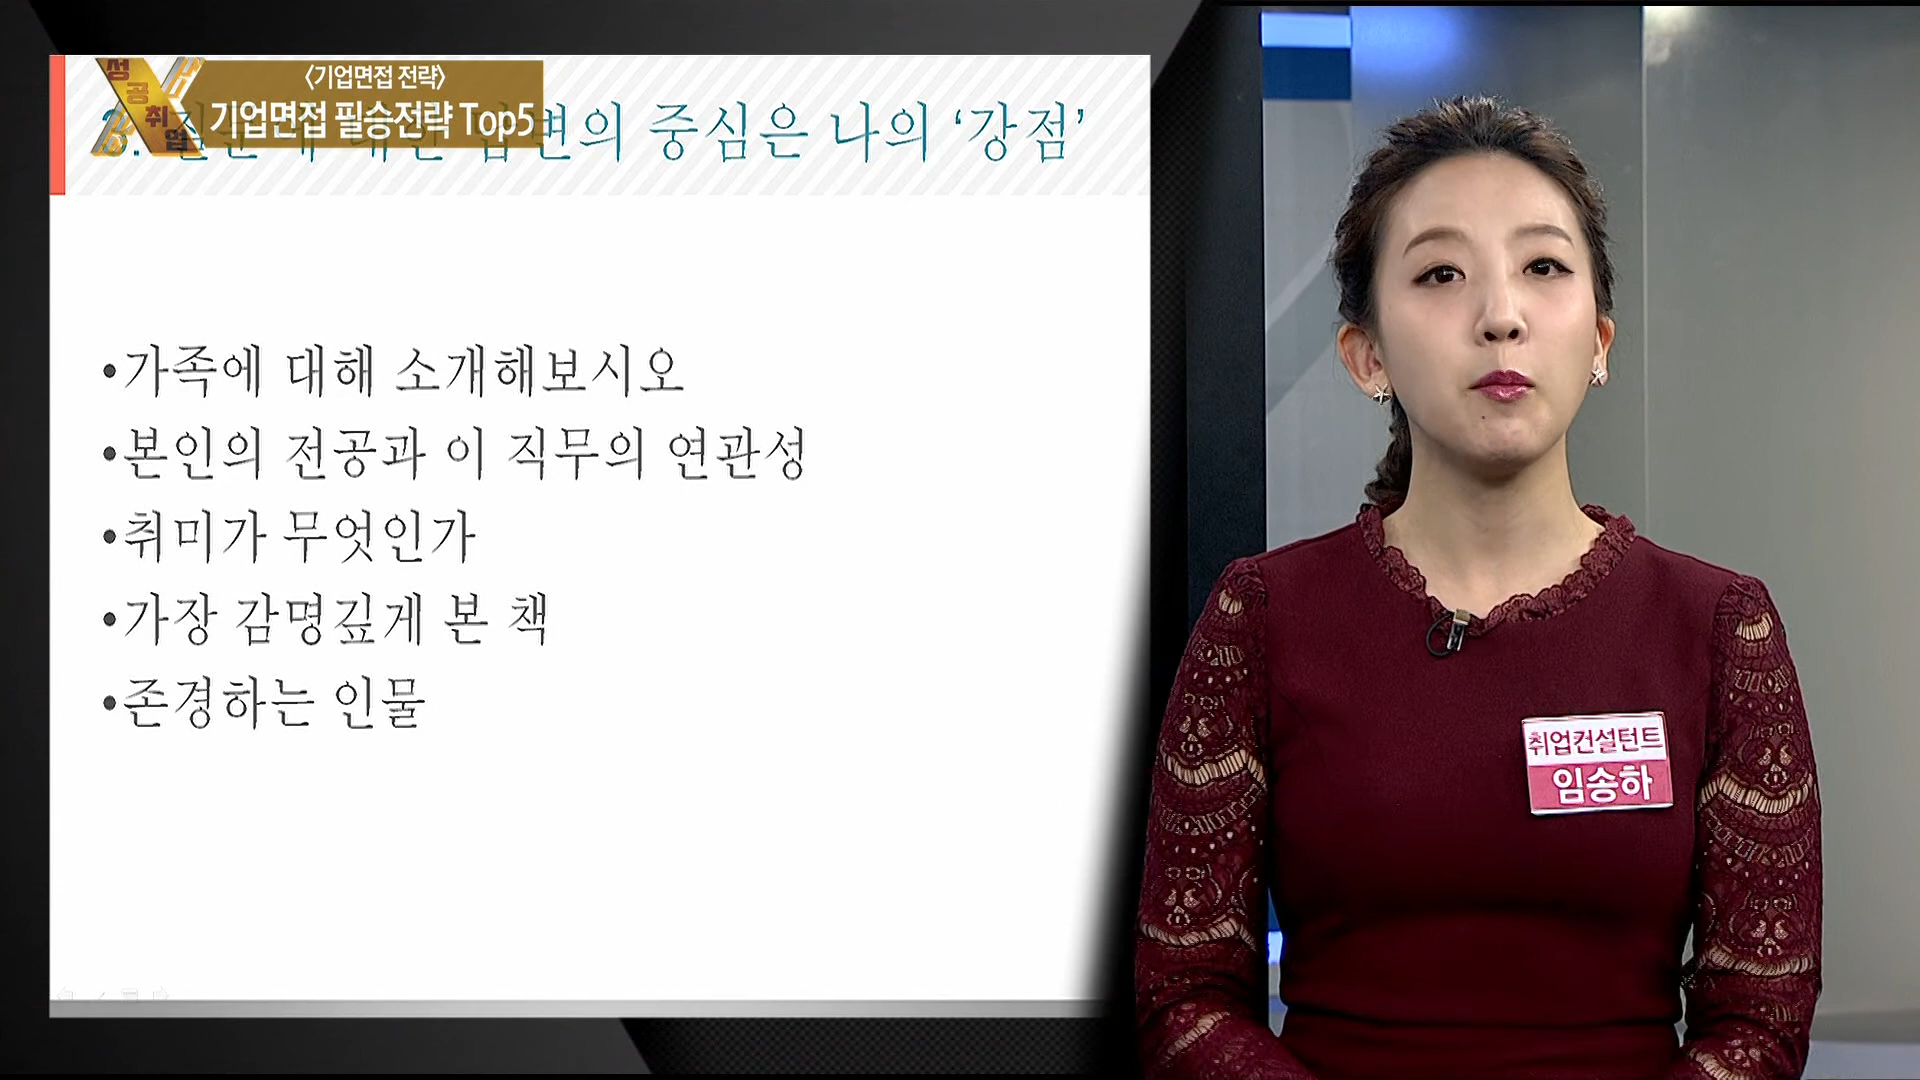 성공취업
<기업면접 전략>
기업면접 필승전략 Top5
답변의 중심은 나의 ‘강점’
•가족에 대해 소개해보시오
•본인의 전공과 이 직무의 연관성
•취미가 무엇인가
•가장 감명깊게 본 책
•존경하는 인물
취업컨설턴트
임송하